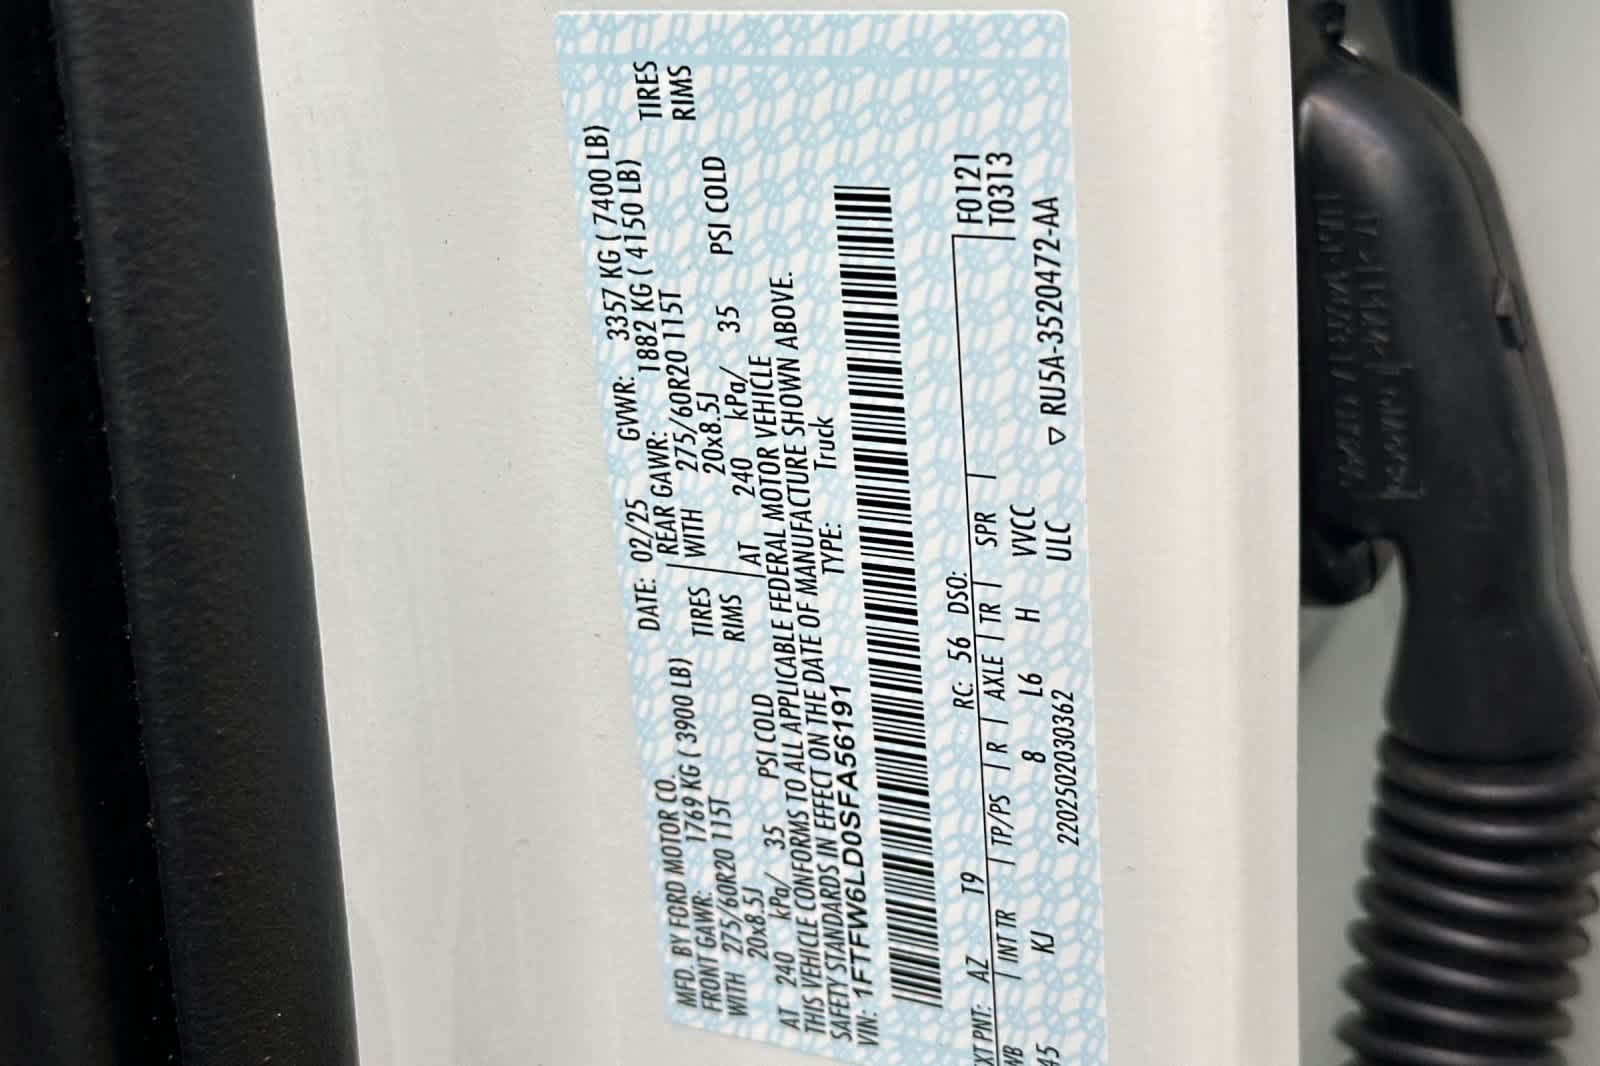 MFD. BY FORD MOTOR CO. DATE: 02/25 GVWR: 3357 KG ( 7400 LB)
FRONT GAWR: 1769 KG ( 3900 LB) REAR GAWR: 1882 KG ( 4150 LB)
WITH 275/60R20 115T TIRES WITH 275/60R20 115T TIRES
20x8.5J RIMS 20x8.5J RIMS
AT 240 kPa/ 35 PSI COLD AT 240 kPa/ 35 PSI COLD
THIS VEHICLE CONFORMS TO ALL APPLICABLE FEDERAL MOTOR VEHICLE
SAFETY STANDARDS IN EFFECT ON THE DATE OF MANUFACTURE SHOWN ABOVE.
VIN: 1FTFW6LD0SFA56191 TYPE: Truck
XT PNT: AZ T9 RC: 56 DSO: F0121
WB | INT TR | TP/PS | R | AXLE | TR | SPR | T0313
45 KJ 8 L6 H VVCC
2202502030362 ULC ▽ RU5A-3520472-AA